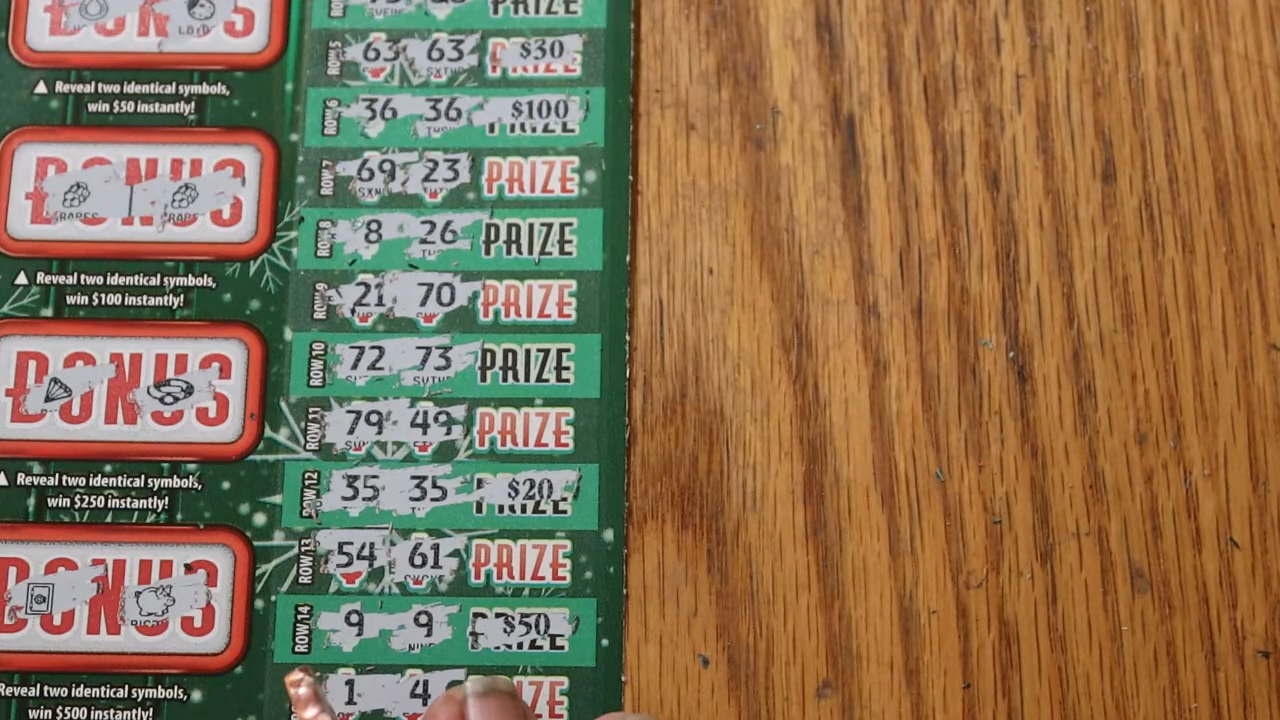 BONUS
▲ Reveal two identical symbols,
win $50 instantly!
BONUS
▲ Reveal two identical symbols,
win $100 instantly!
BONUS
▲ Reveal two identical symbols,
win $250 instantly!
BONUS
Reveal two identical symbols,
win $500 instantly!
PRIZE
ROW 5 63 63 $30
ROW 6 36 36 $100
ROW 7 69 23 PRIZE
ROW 8 8 26 PRIZE
ROW 9 21 70 PRIZE
ROW 10 72 73 PRIZE
ROW 11 79 49 PRIZE
ROW 12 35 35 $20
ROW 13 54 61 PRIZE
ROW 14 9 9 $50
1 4